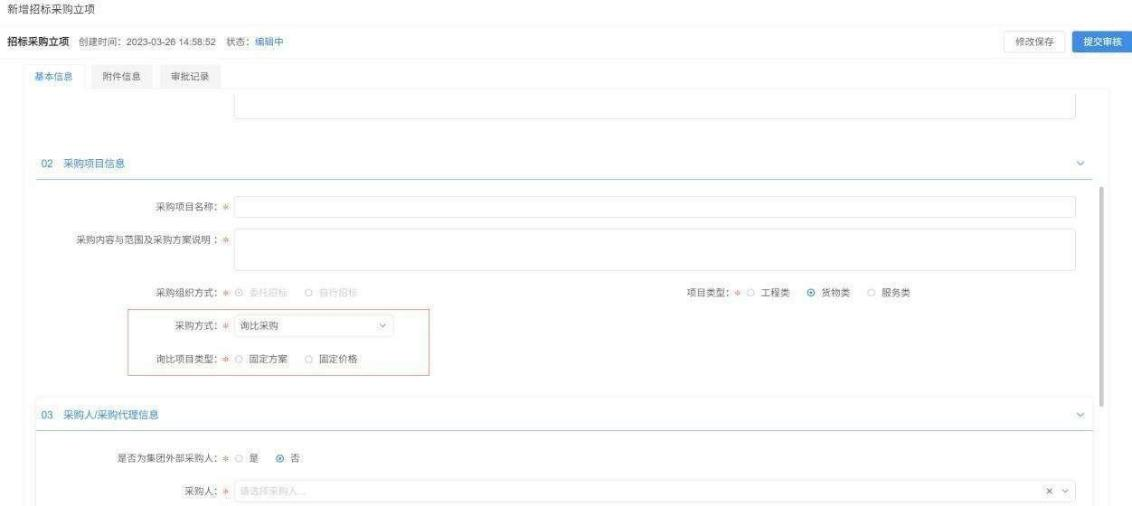 新增招标采购立项
招标采购立项 创建时间：2023-03-26 14:58:52 状态：编辑中 修改保存 提交审核
基本信息 附件信息 审批记录
02 采购项目信息
采购项目名称：*
采购内容与范围及采购方案说明：*
采购组织方式：* 委托招标 自行招标 项目类型：* 工程类 货物类 服务类
采购方式：* 询比采购
询比项目类型：* 固定方案 固定价格
03 采购人/采购代理信息
是否为集团外部采购人：* 是 否
采购人：* 请选择采购人...